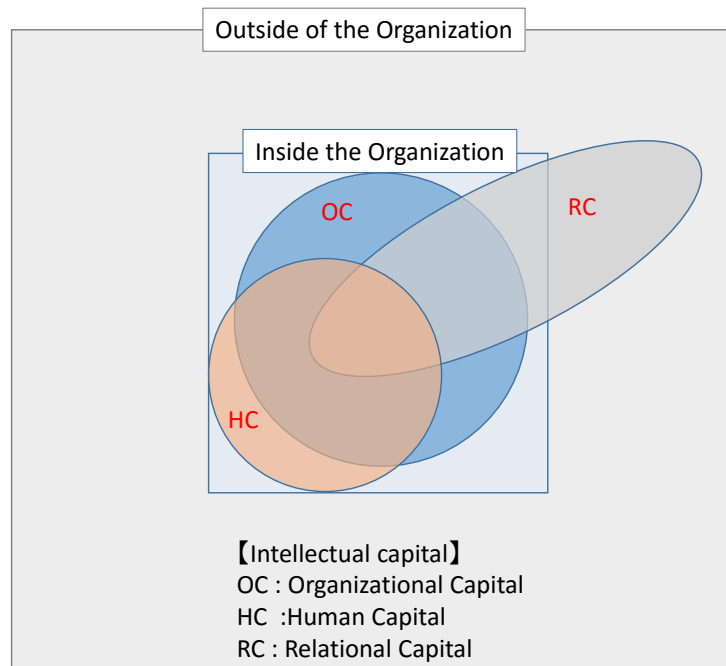 Outside of the Organization
Inside the Organization
OC
RC
HC
【Intellectual capital】
OC : Organizational Capital
HC :Human Capital
RC : Relational Capital